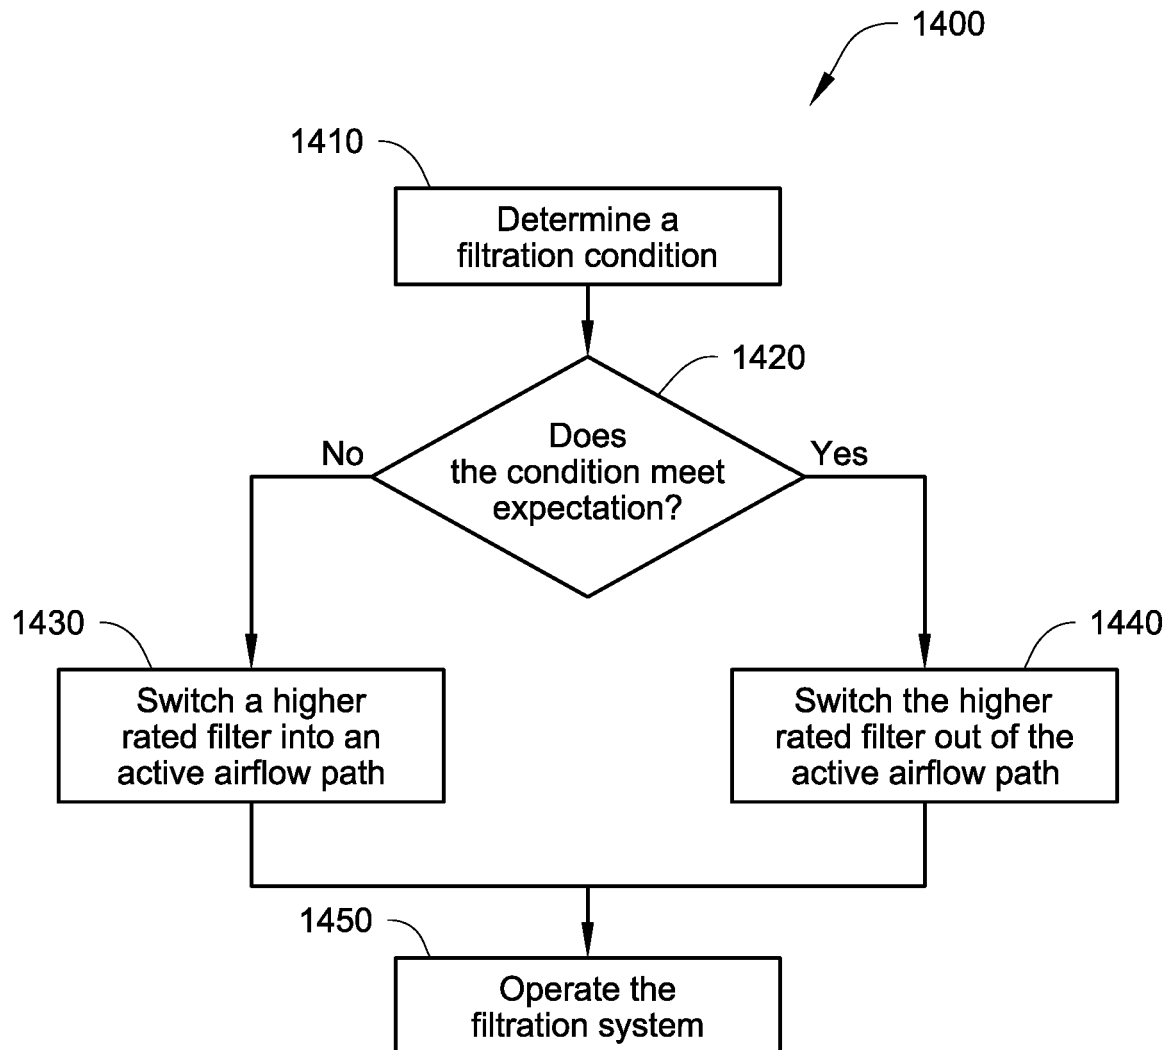 1400
1410
Determine a
filtration condition
1420
Does
the condition meet
expectation?
No
Yes
1430
Switch a higher
rated filter into an
active airflow path
1440
Switch the higher
rated filter out of the
active airflow path
1450
Operate the
filtration system